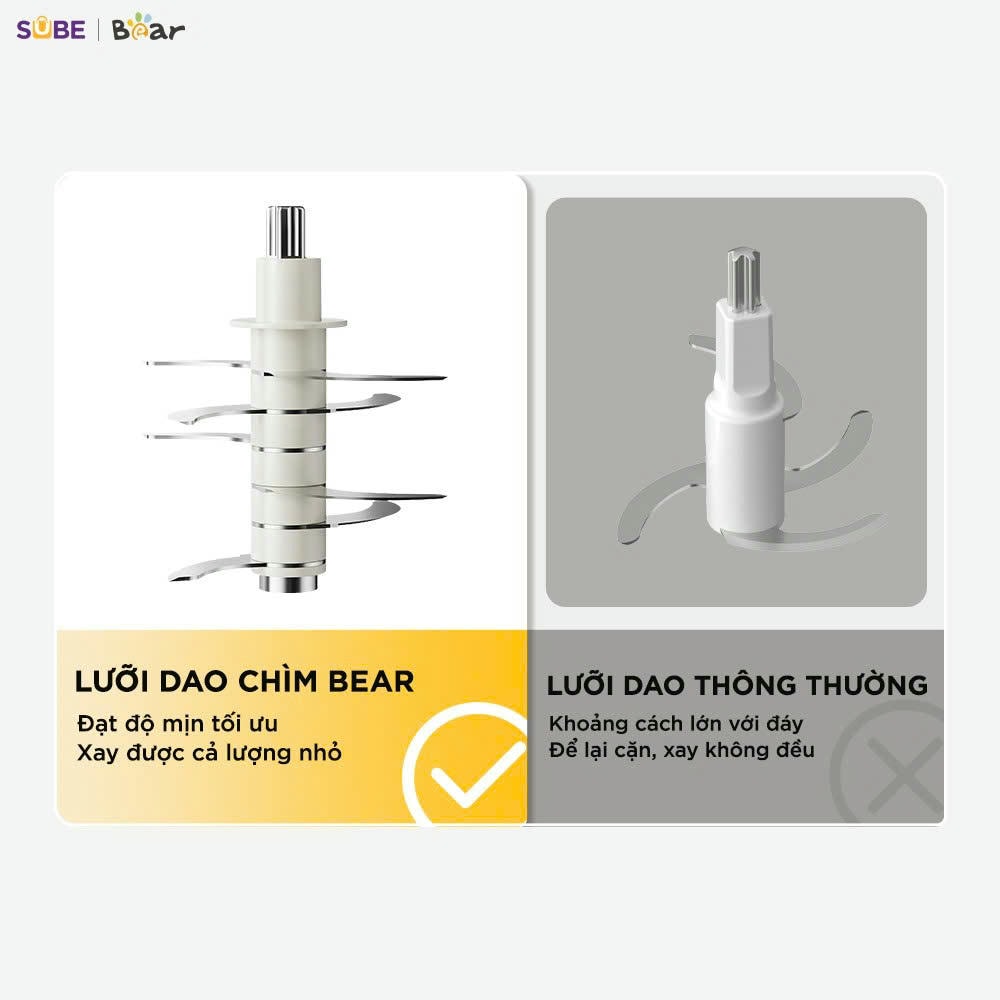 SUBE | Bear
LƯỠI DAO CHÌM BEAR
Đạt độ mịn tối ưu
Xay được cả lượng nhỏ
LƯỠI DAO THÔNG THƯỜNG
Khoảng cách lớn với đáy
Để lại cặn, xay không đều